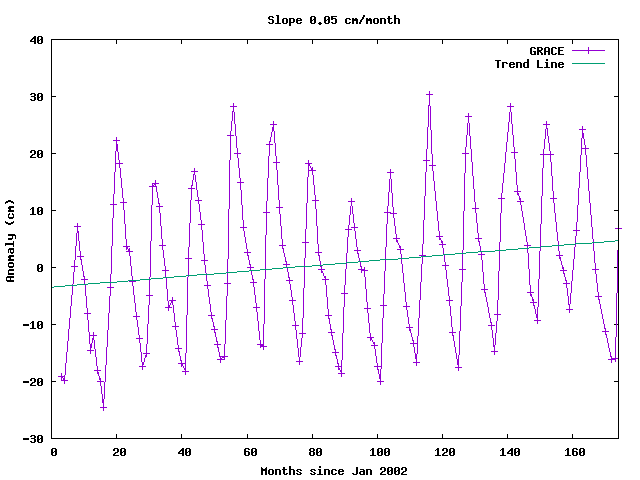 Slope 0.05 cm/month
GRACE
Trend Line
Anomaly (cm)
40
30
20
10
0
-10
-20
-30
0 20 40 60 80 100 120 140 160
Months since Jan 2002